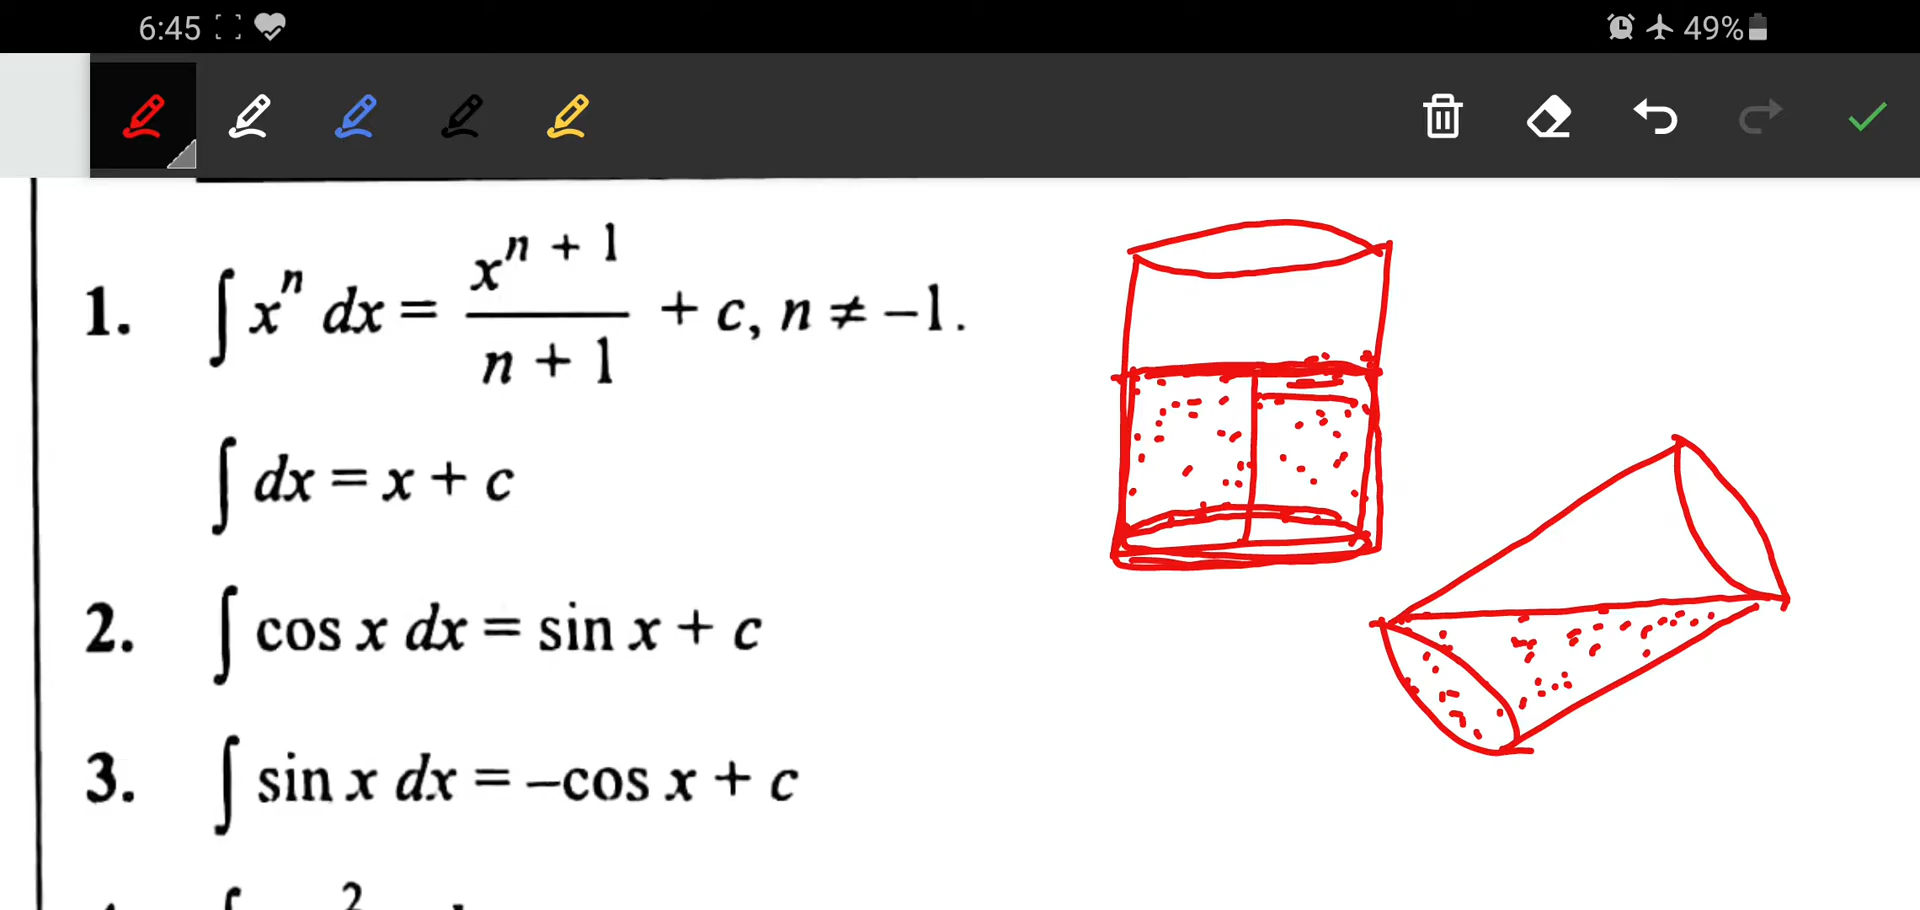 6:45 49%
1. ∫ xⁿ dx = xⁿ⁺¹ / n + 1 + c, n ≠ −1.
∫ dx = x + c
2. ∫ cos x dx = sin x + c
3. ∫ sin x dx = –cos x + c